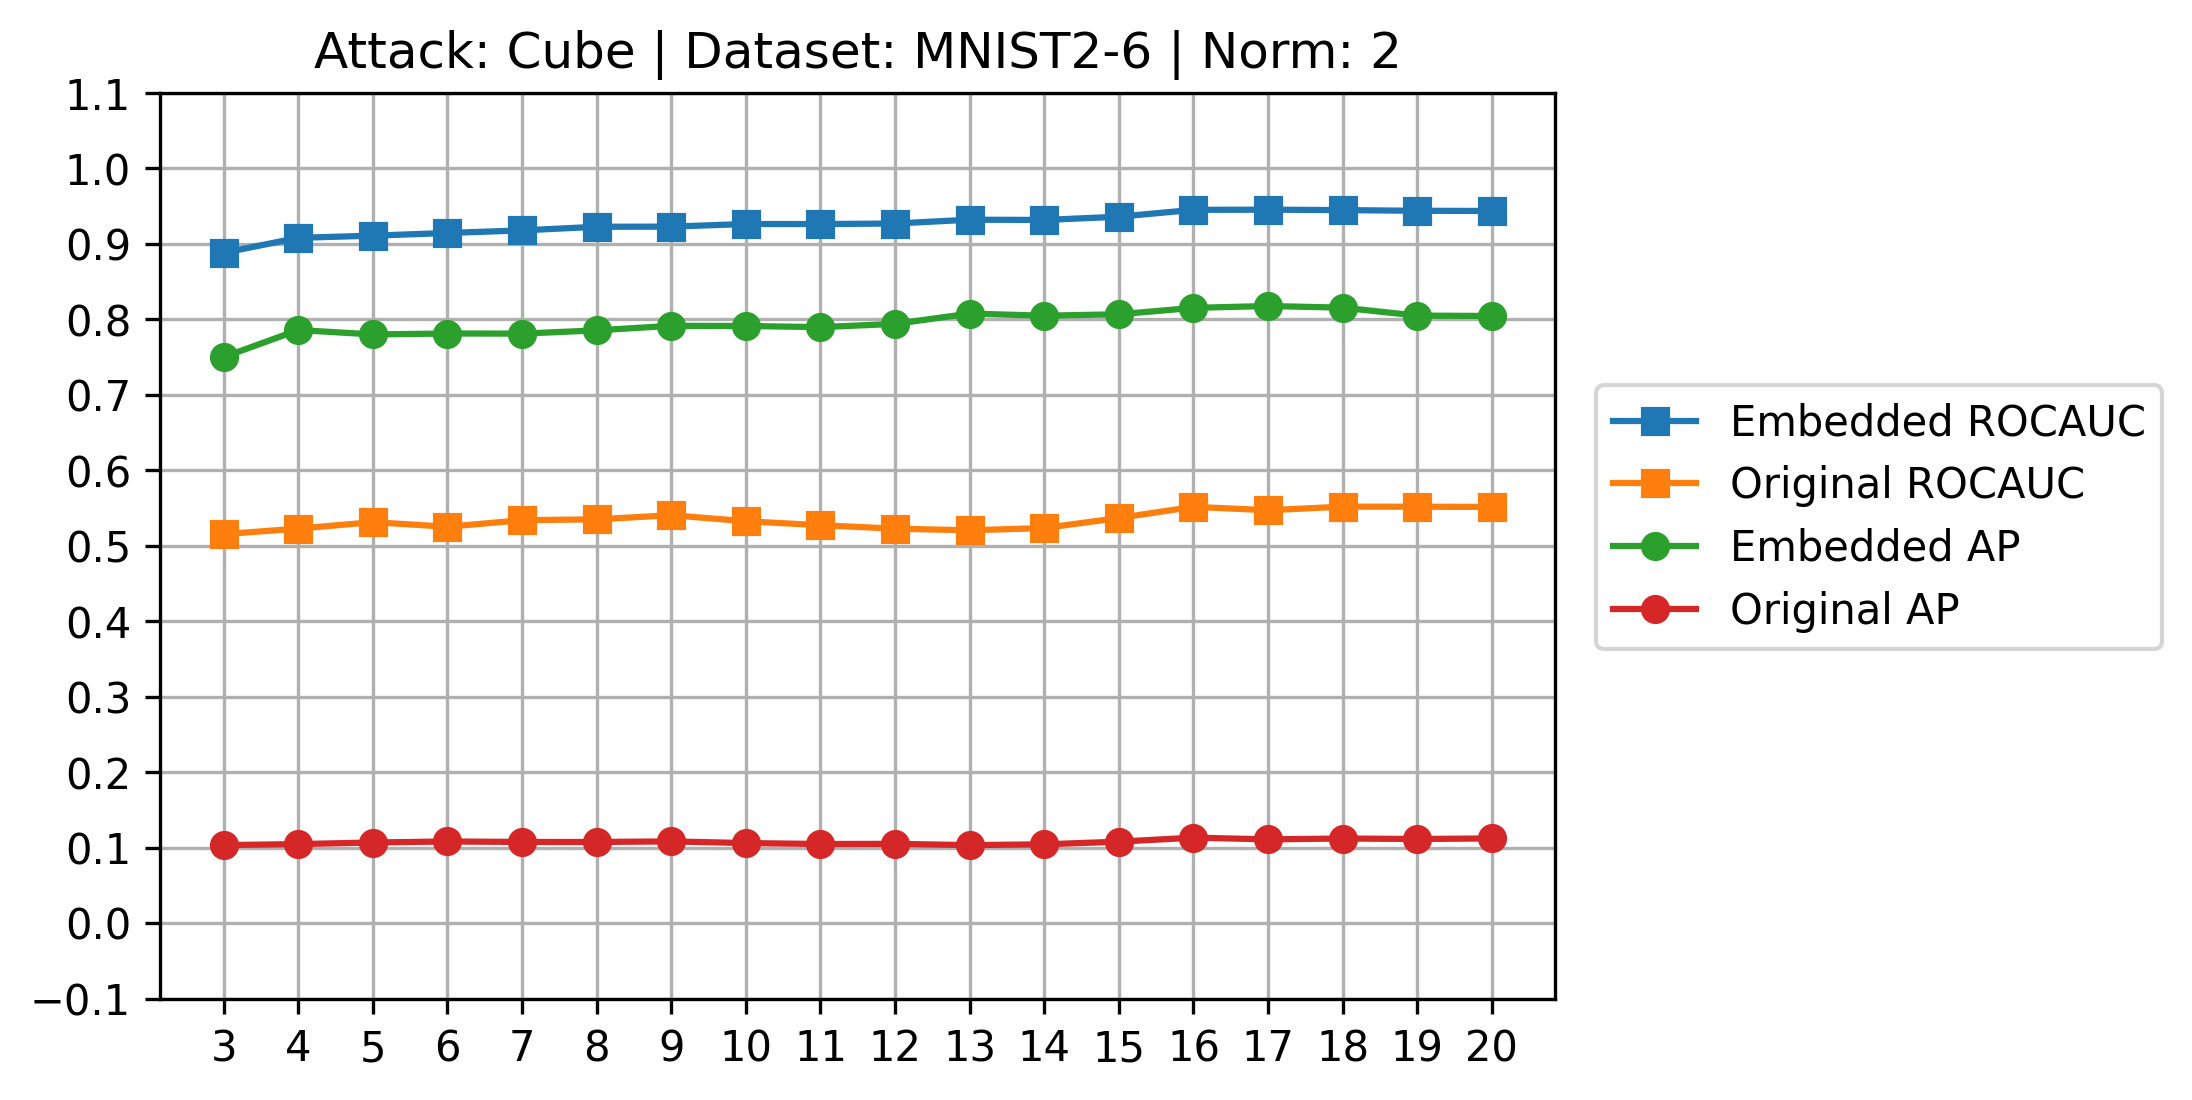 Attack: Cube | Dataset: MNIST2-6 | Norm: 2
1.1
1.0
0.9
0.8
0.7
0.6
0.5
0.4
0.3
0.2
0.1
0.0
−0.1
3 4 5 6 7 8 9 10 11 12 13 14 15 16 17 18 19 20
Embedded ROCAUC
Original ROCAUC
Embedded AP
Original AP